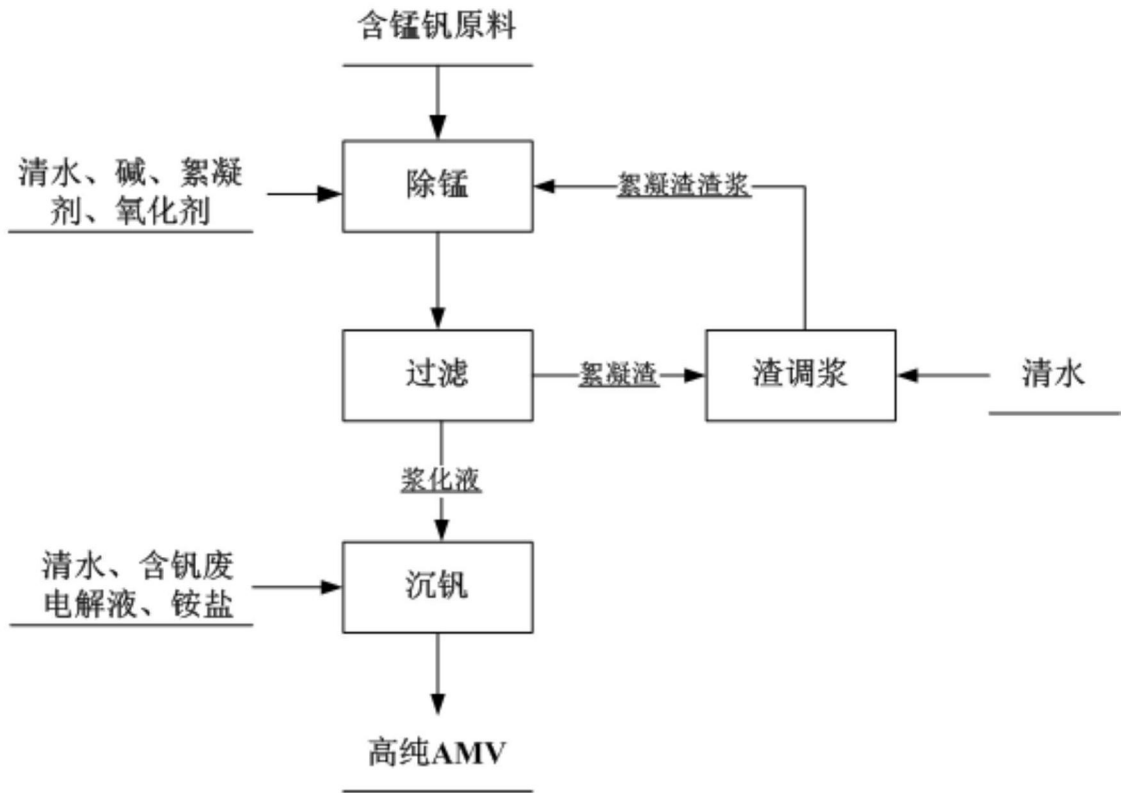 含锰钒原料
清水、碱、絮凝
剂、氧化剂
除锰
絮凝渣渣浆
过滤
絮凝渣
渣调浆
清水
浆化液
清水、含钒废
电解液、铵盐
沉钒
高纯AMV